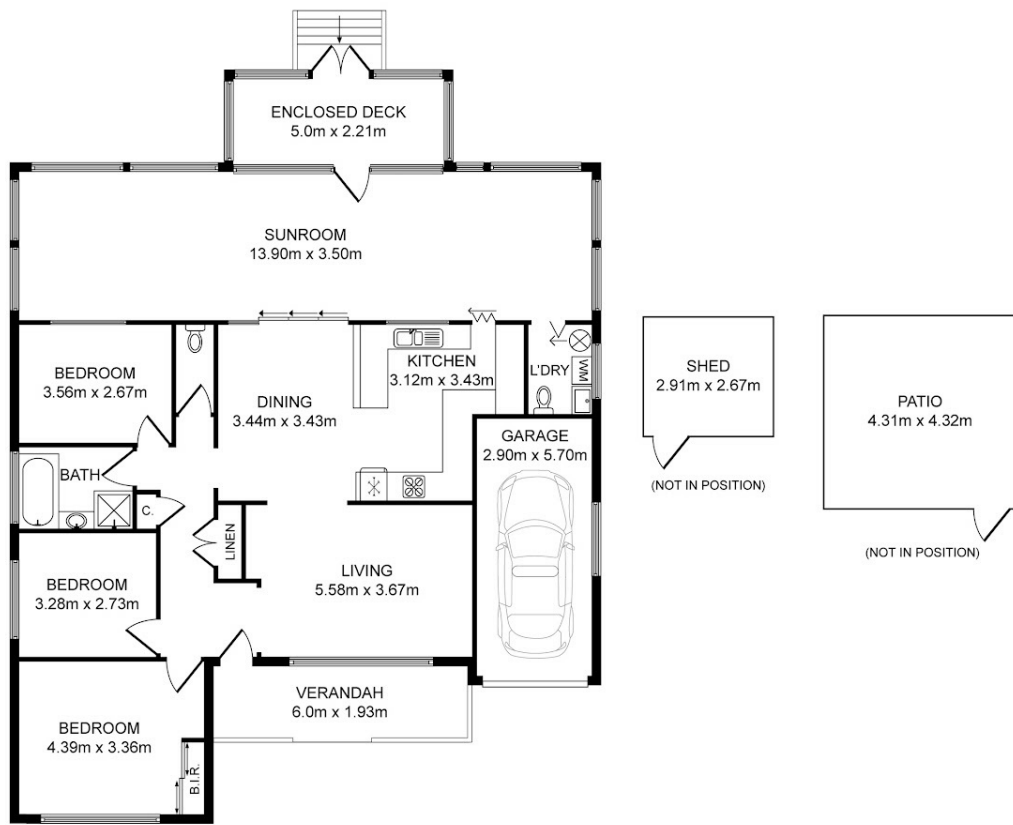 ENCLOSED DECK
5.0m x 2.21m
SUNROOM
13.90m x 3.50m
BEDROOM
3.56m x 2.67m
DINING
3.44m x 3.43m
KITCHEN
3.12m x 3.43m
L'DRY
WM
GARAGE
2.90m x 5.70m
SHED
2.91m x 2.67m
(NOT IN POSITION)
PATIO
4.31m x 4.32m
(NOT IN POSITION)
BATH
C.
LINEN
BEDROOM
3.28m x 2.73m
LIVING
5.58m x 3.67m
VERANDAH
6.0m x 1.93m
BEDROOM
4.39m x 3.36m
B.I.R.